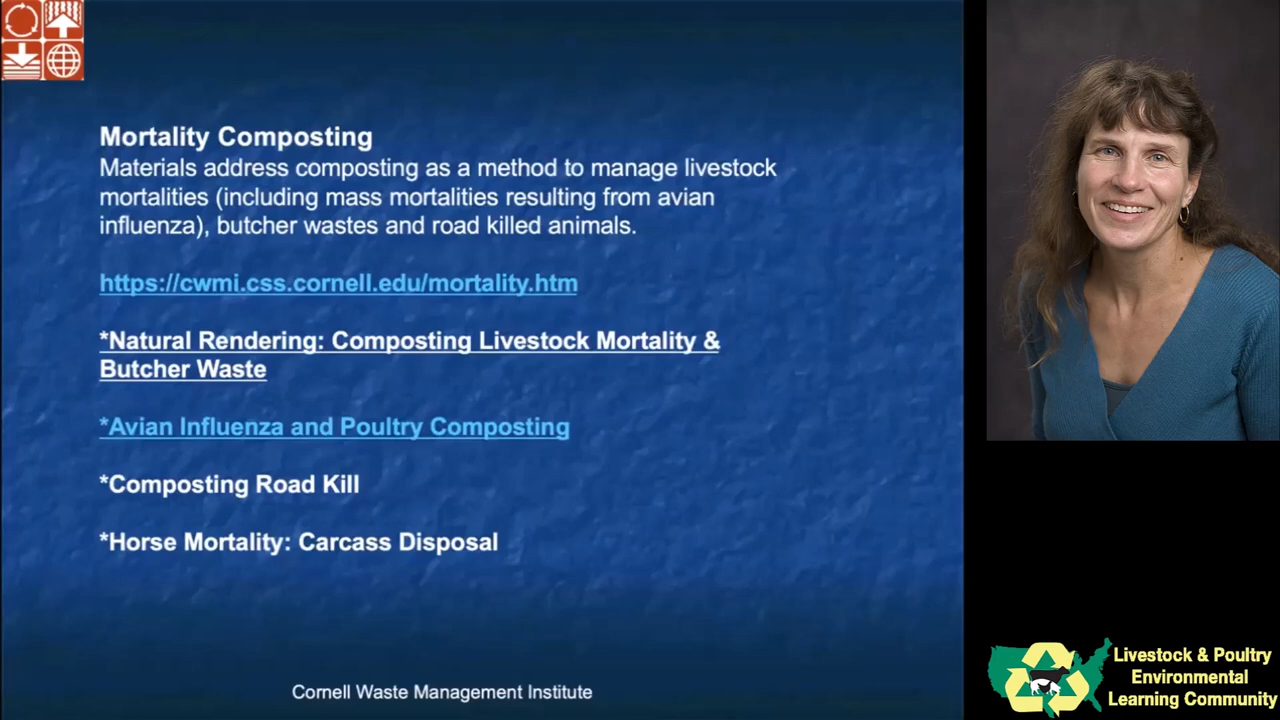 Mortality Composting
Materials address composting as a method to manage livestock
mortalities (including mass mortalities resulting from avian
influenza), butcher wastes and road killed animals.
https://cwmi.css.cornell.edu/mortality.htm
*Natural Rendering: Composting Livestock Mortality &
Butcher Waste
*Avian Influenza and Poultry Composting
*Composting Road Kill
*Horse Mortality: Carcass Disposal
Cornell Waste Management Institute
Livestock & Poultry
Environmental
Learning Community